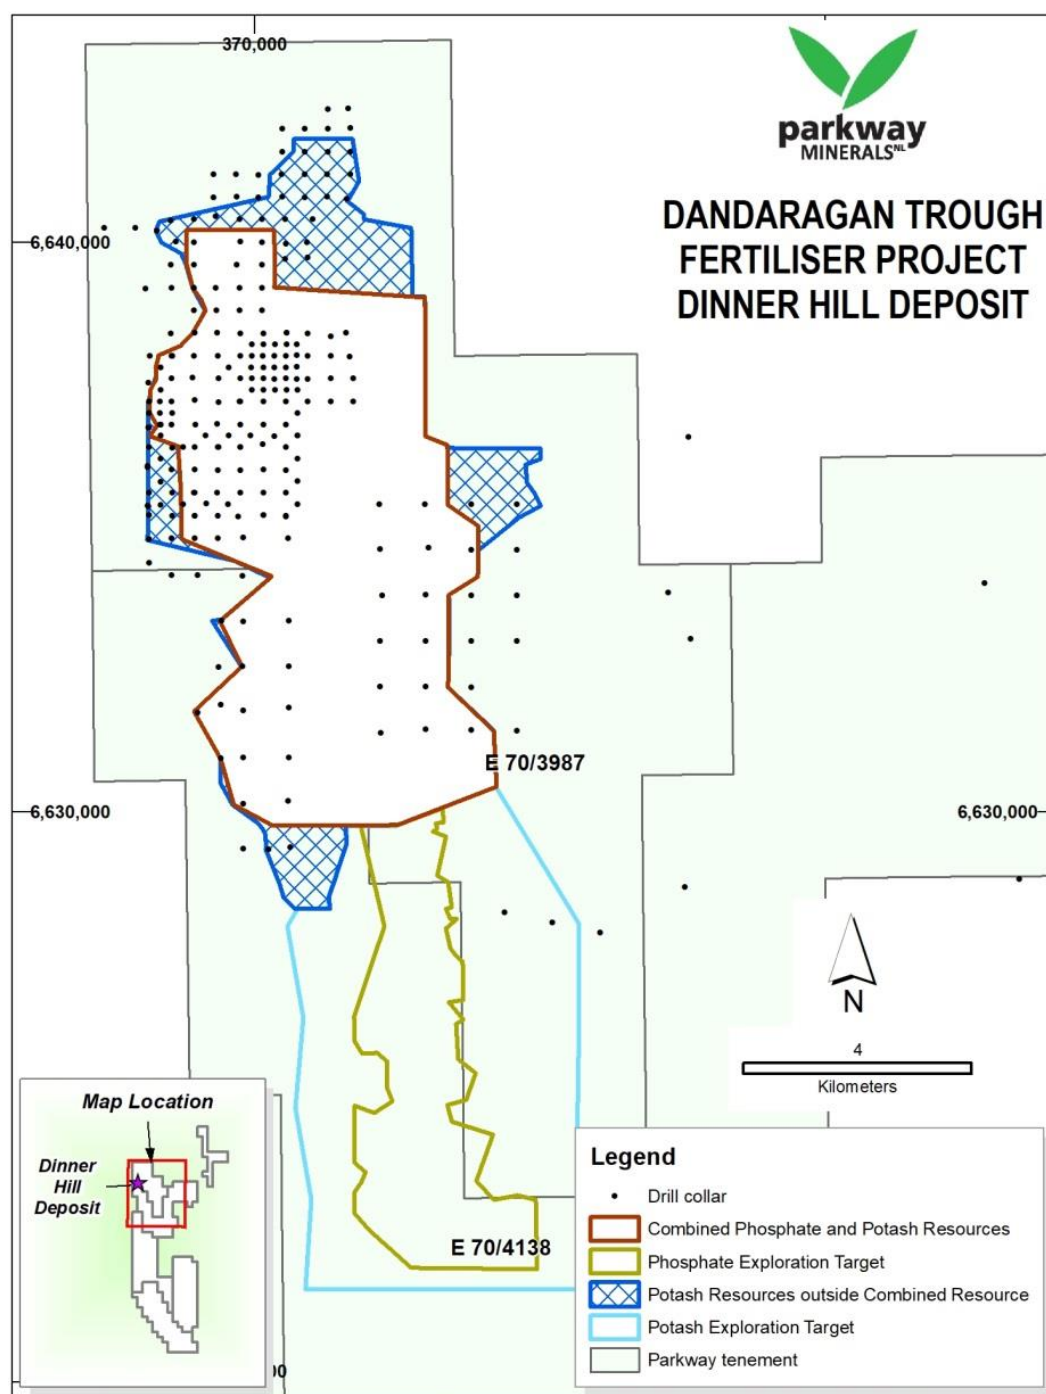 370,000
parkway
MINERALS NL
DANDARAGAN TROUGH
FERTILISER PROJECT
DINNER HILL DEPOSIT
6,640,000
E 70/3987
6,630,000
6,630,000
N
4
Kilometers
Map Location
Dinner
Hill
Deposit
E 70/4138
Legend
Drill collar
Combined Phosphate and Potash Resources
Phosphate Exploration Target
Potash Resources outside Combined Resource
Potash Exploration Target
Parkway tenement